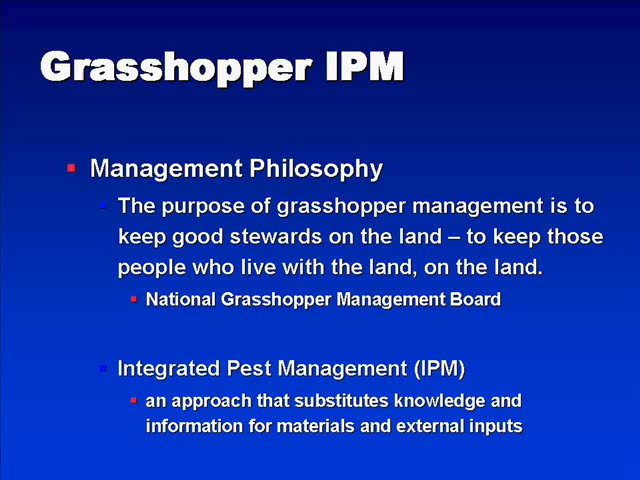 Grasshopper IPM
Management Philosophy
The purpose of grasshopper management is to
keep good stewards on the land – to keep those
people who live with the land, on the land.
National Grasshopper Management Board
Integrated Pest Management (IPM)
an approach that substitutes knowledge and
information for materials and external inputs